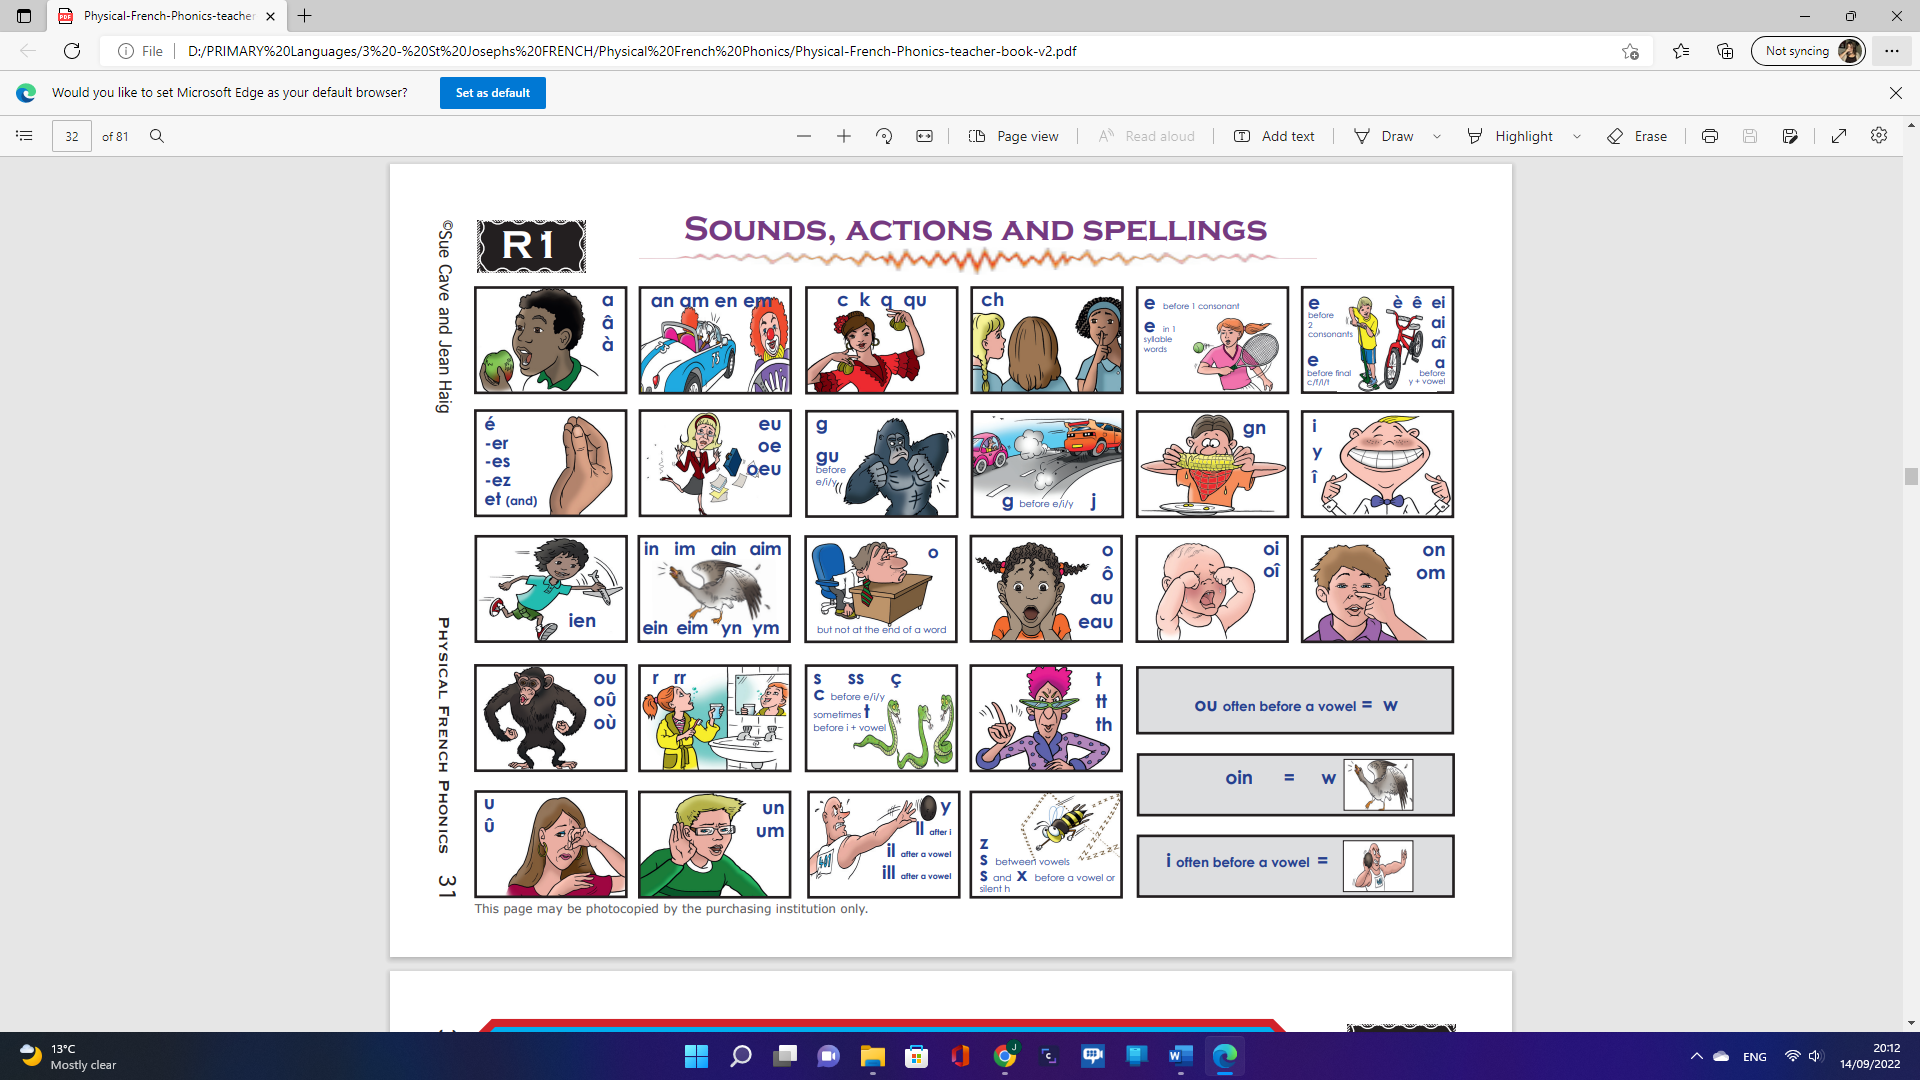 Physical-French-Phonics-teacher
File
D:/PRIMARY%20Languages/3%20-%20St%20Josephs%20FRENCH/Physical%20French%20Phonics/Physical-French-Phonics-teacher-book-v2.pdf
Not syncing
Would you like to set Microsoft Edge as your default browser?
Set as default
32
of 81
Page view
Read aloud
Add text
Draw
Highlight
Erase
©Sue Cave and Jean Haig
R1
SOUNDS, ACTIONS AND SPELLINGS
a
â
à
an am en em
c k q qu
ch
e before 1 consonant
e in 1
syllable
words
e
before
2
consonants
e
before final
c/f/l/t
è ê ei
ai
aî
a
before
y + vowel
é
-er
-es
-ez
et (and)
eu
oe
oeu
g
gu
before
e/i/y
g before e/i/y j
gn
i
y
î
ien
in im ain aim
ein eim yn ym
o
but not at the end of a word
o
ô
au
eau
oi
oî
on
om
PHYSICAL FRENCH PHONICS 31
ou
oû
où
r rr
s ss ç
c before e/i/y
sometimes t
before i + vowel
t
tt
th
ou often before a vowel = w
oin = w
i often before a vowel =
u
û
un
um
y
ll after i
il after a vowel
ill after a vowel
z
s between vowels
s and x before a vowel or
silent h
This page may be photocopied by the purchasing institution only.
13°C
Mostly clear
ENG
20:12
14/09/2022